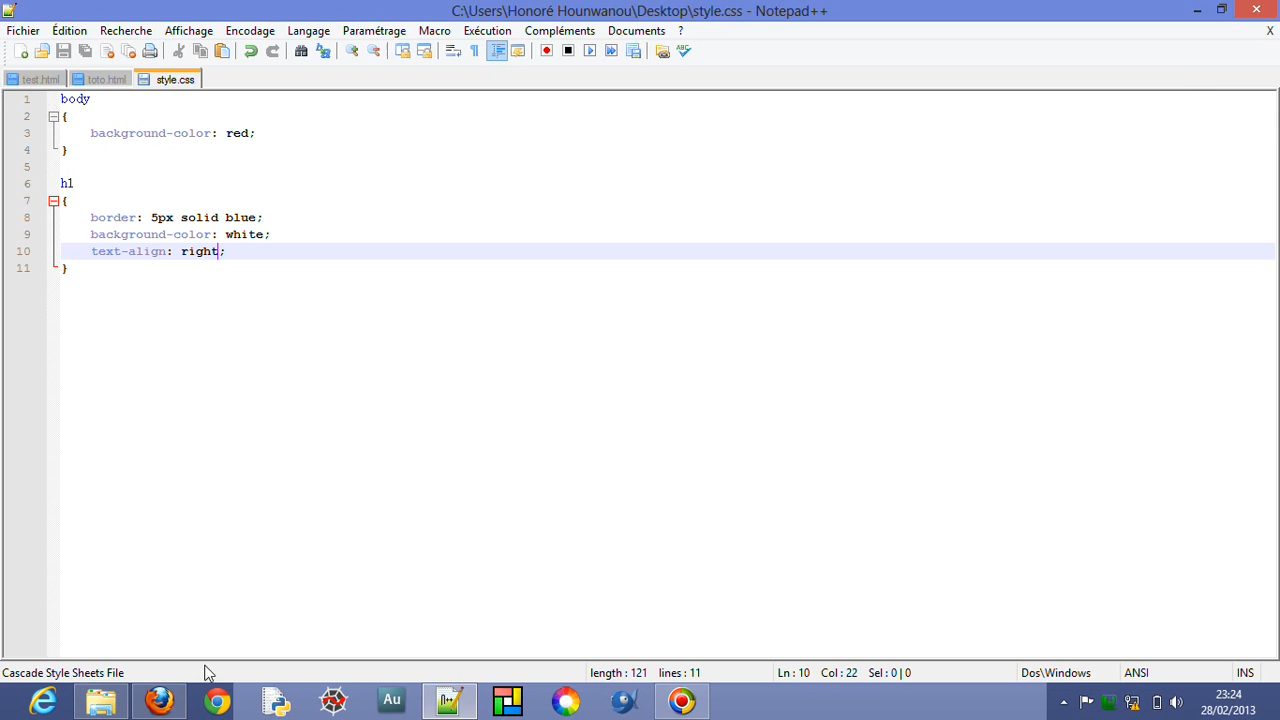 C:\Users\Honoré Hounwanou\Desktop\style.css - Notepad++
Fichier Édition Recherche Affichage Encodage Langage Paramétrage Macro Exécution Compléments Documents ? X
ABC
test.html toto.html style.css
1 body
2 {
3 background-color: red;
4 }
5
6 h1
7 {
8 border: 5px solid blue;
9 background-color: white;
10 text-align: right;
11 }
Cascade Style Sheets File length : 121 lines : 11 Ln : 10 Col : 22 Sel : 0 | 0 Dos\Windows ANSI INS
Au
23:24
28/02/2013